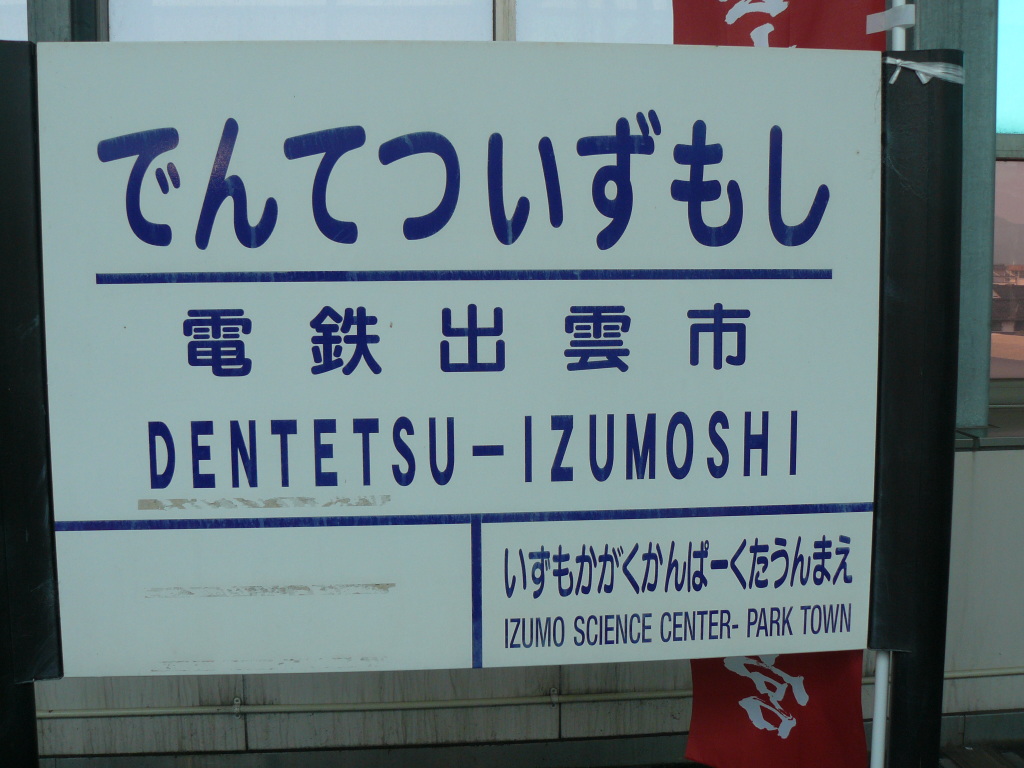 でんてついずもし
電鉄出雲市
DENTETSU-IZUMOSHI
いずもかがくかんぱーくたうんまえ
IZUMO SCIENCE CENTER- PARK TOWN